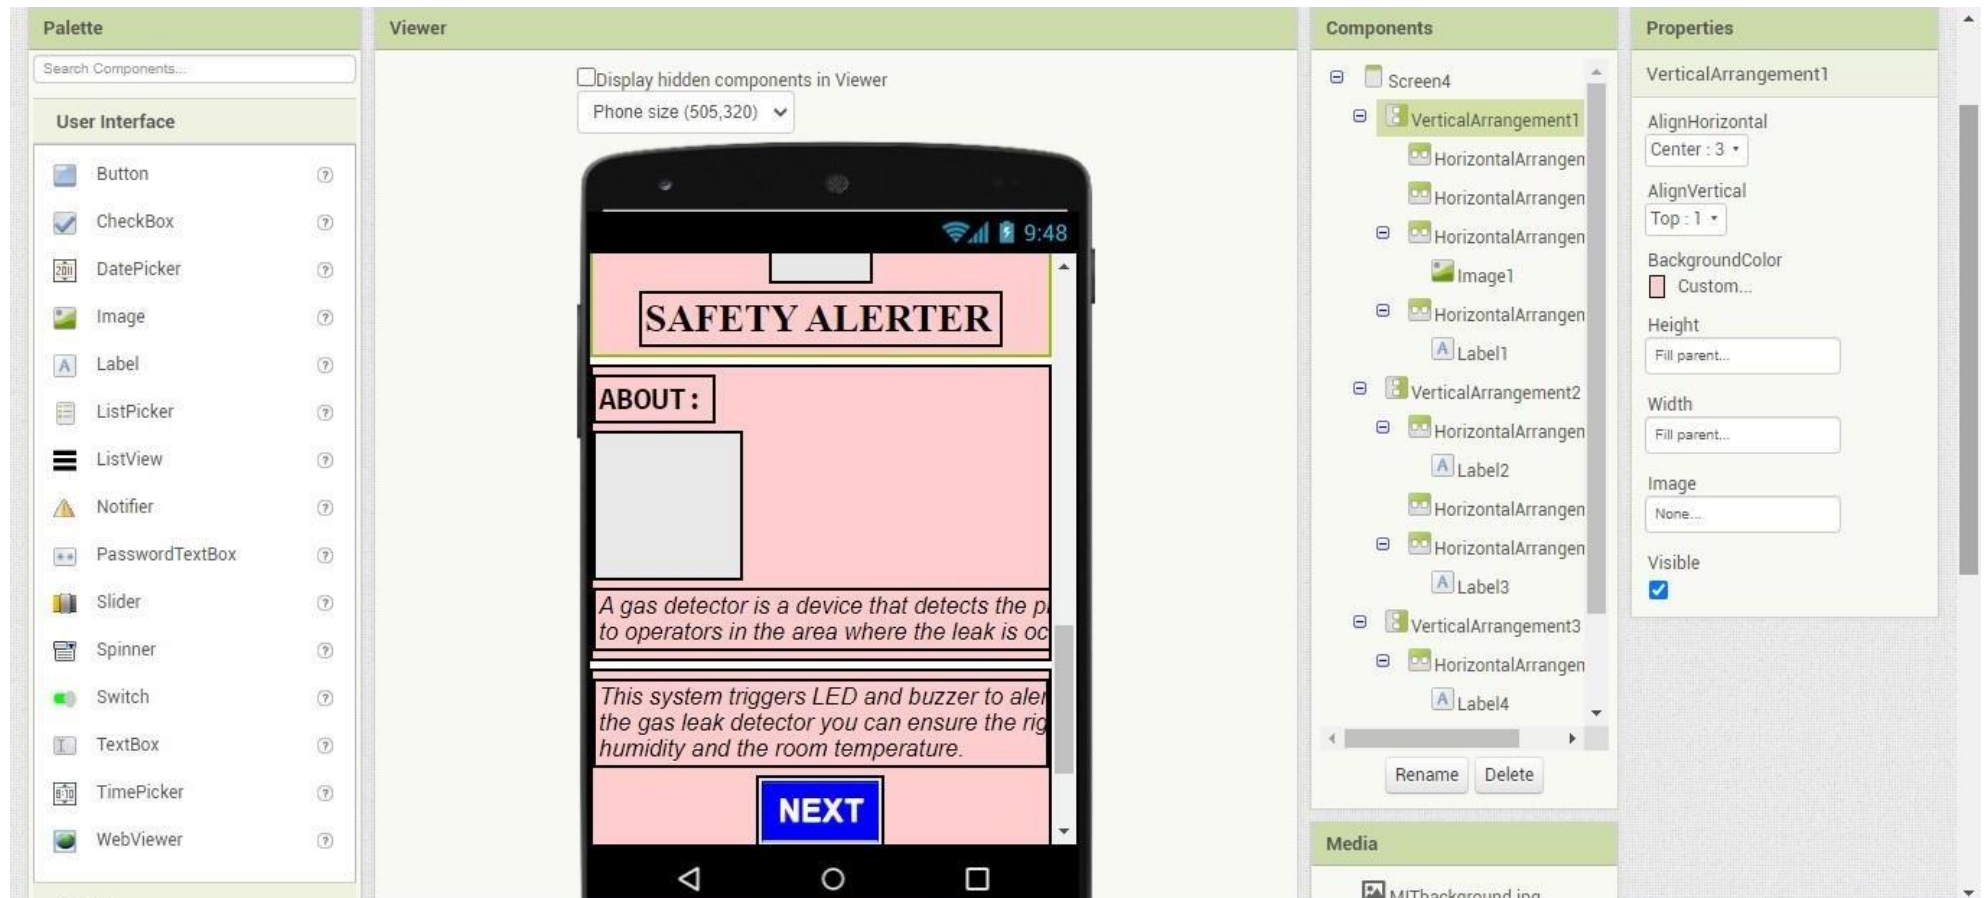 Palette
Search Components...
User Interface
Button
CheckBox
DatePicker
Image
Label
ListPicker
ListView
Notifier
PasswordTextBox
Slider
Spinner
Switch
TextBox
TimePicker
WebViewer
Viewer
Display hidden components in Viewer
Phone size (505,320)
9:48
SAFETY ALERTER
ABOUT :
A gas detector is a device that detects the p
to operators in the area where the leak is oc
This system triggers LED and buzzer to aler
the gas leak detector you can ensure the rig
humidity and the room temperature.
NEXT
Components
Screen4
VerticalArrangement1
HorizontalArrangen
HorizontalArrangen
HorizontalArrangen
Image1
HorizontalArrangen
Label1
VerticalArrangement2
HorizontalArrangen
Label2
HorizontalArrangen
HorizontalArrangen
Label3
VerticalArrangement3
HorizontalArrangen
Label4
Rename Delete
Media
MITbackground.jpg
Properties
VerticalArrangement1
AlignHorizontal
Center : 3
AlignVertical
Top : 1
BackgroundColor
Custom...
Height
Fill parent...
Width
Fill parent...
Image
None...
Visible